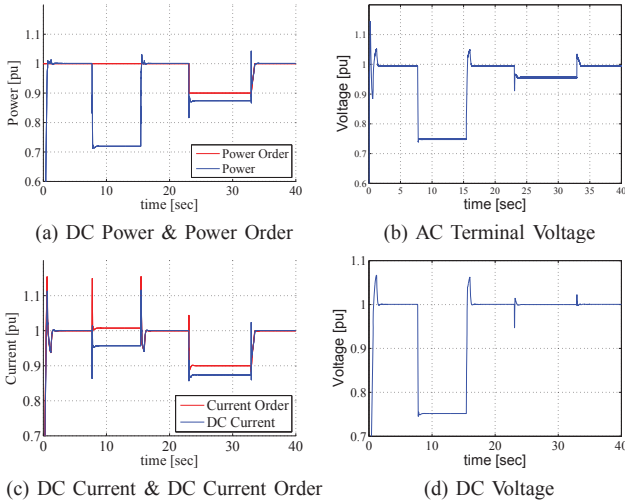 1.1
1
0.9
0.8
0.7
0.6
Power [pu]
Power Order
Power
0 10 20 30 40
time [sec]
(a) DC Power & Power Order
1.1
1
0.9
0.8
0.7
0.6
Voltage [pu]
0 5 10 15 20 25 30 35 40
time [sec]
(b) AC Terminal Voltage
1.1
1
0.9
0.8
0.7
Current [pu]
Current Order
DC Current
0 10 20 30 40
time [sec]
(c) DC Current & DC Current Order
1.1
1
0.9
0.8
0.7
Voltage [pu]
0 10 20 30 40
time [sec]
(d) DC Voltage